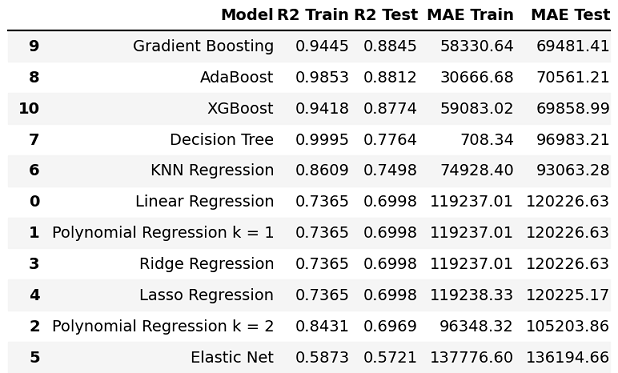 Model R2 Train R2 Test MAE Train MAE Test
9 Gradient Boosting 0.9445 0.8845 58330.64 69481.41
8 AdaBoost 0.9853 0.8812 30666.68 70561.21
10 XGBoost 0.9418 0.8774 59083.02 69858.99
7 Decision Tree 0.9995 0.7764 708.34 96983.21
6 KNN Regression 0.8609 0.7498 74928.40 93063.28
0 Linear Regression 0.7365 0.6998 119237.01 120226.63
1 Polynomial Regression k = 1 0.7365 0.6998 119237.01 120226.63
3 Ridge Regression 0.7365 0.6998 119237.01 120226.63
4 Lasso Regression 0.7365 0.6998 119238.33 120225.17
2 Polynomial Regression k = 2 0.8431 0.6969 96348.32 105203.86
5 Elastic Net 0.5873 0.5721 137776.60 136194.66